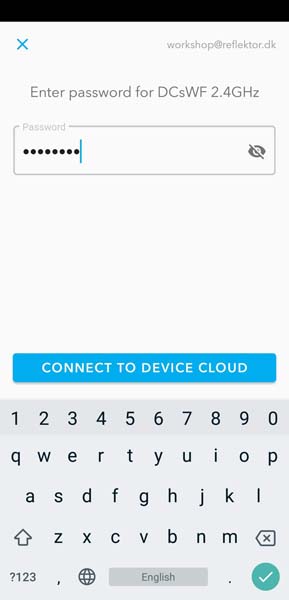 workshop@reflektor.dk
Enter password for DCsWF 2.4GHz
Password
••••••••
CONNECT TO DEVICE CLOUD
1 2 3 4 5 6 7 8 9 0
q w e r t y u i o p
a s d f g h j k l
z x c v b n m
?123 , English .